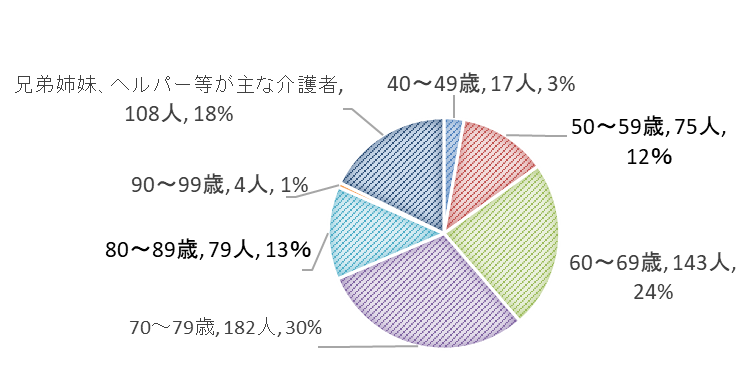 兄弟姉妹、ヘルパー等が主な介護者,
108人, 18%
40～49歳, 17人, 3%
50～59歳, 75人,
12%
90～99歳, 4人, 1%
80～89歳, 79人, 13%
60～69歳, 143人,
24%
70～79歳, 182人, 30%